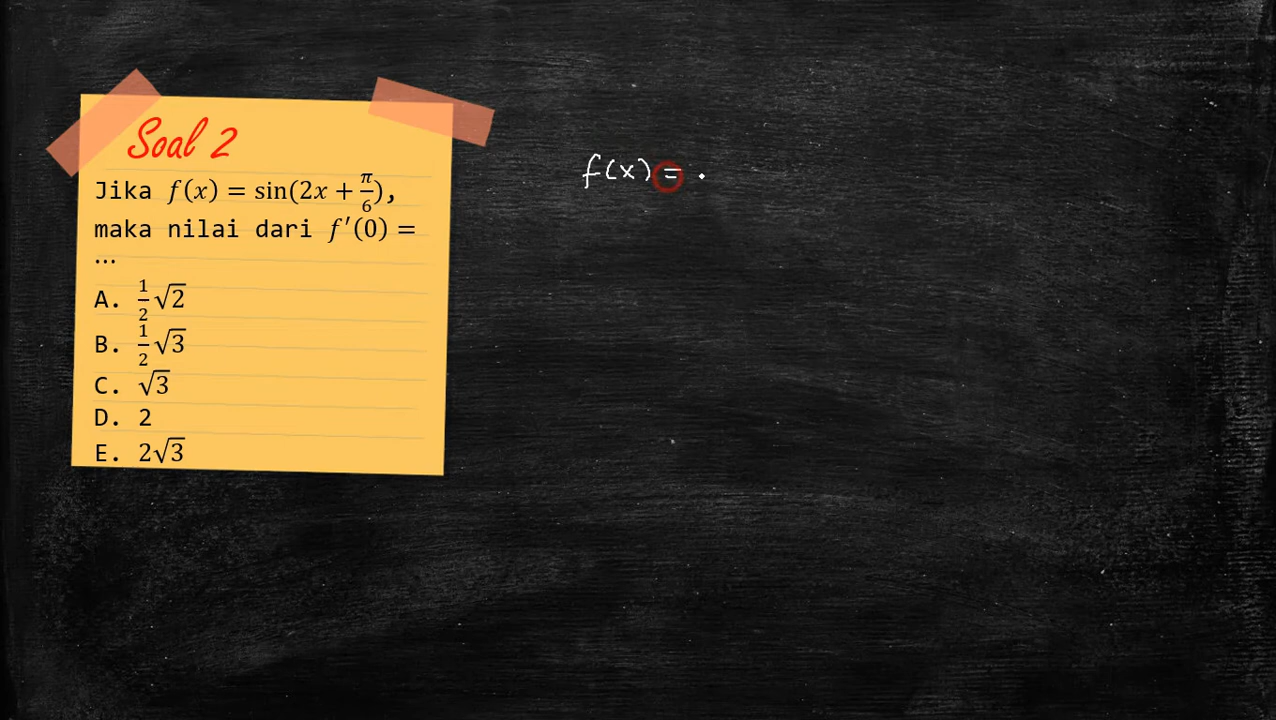 Soal 2
Jika f(x) = sin(2x + π/6),
maka nilai dari f′(0) =
...
A. 1/2 √2
B. 1/2 √3
C. √3
D. 2
E. 2√3
f(x) = .